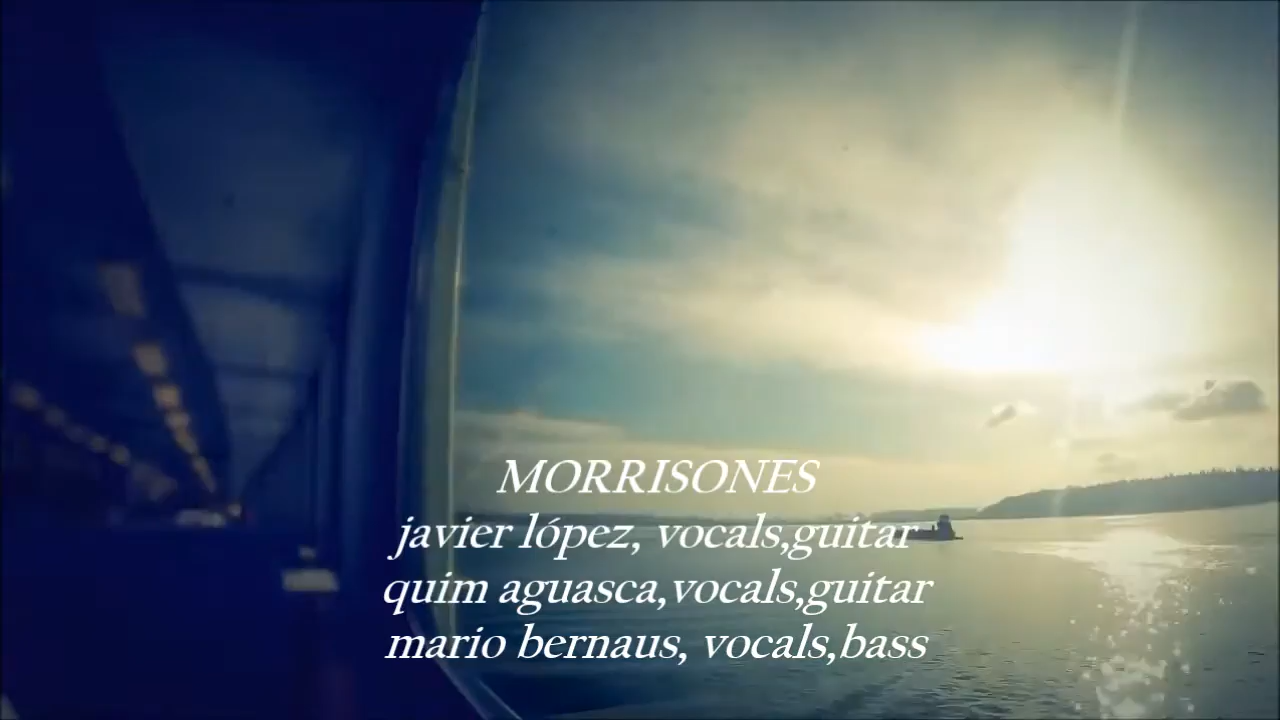 MORRISONES
javier lópez, vocals,guitar
quim aguasca,vocals,guitar
mario bernaus, vocals,bass